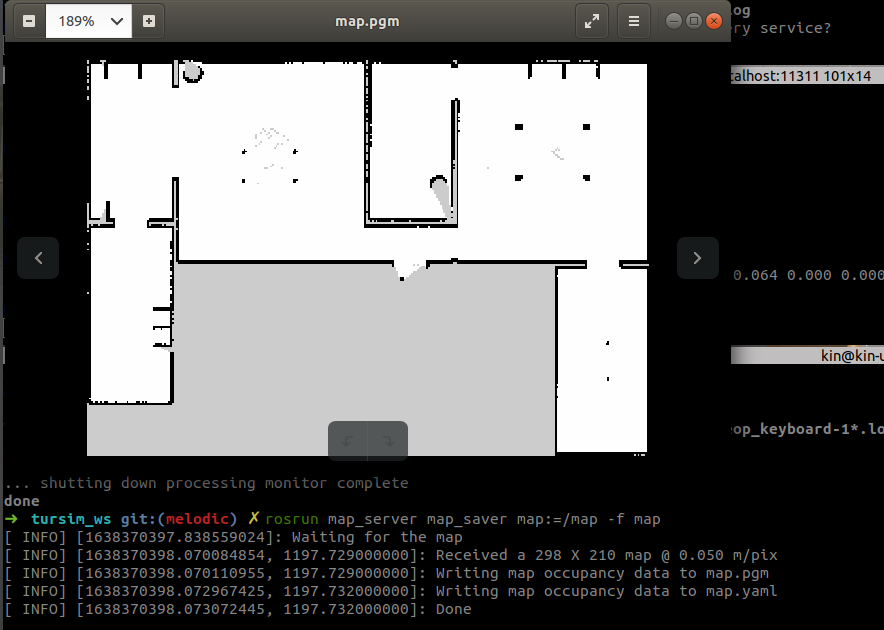 189%
map.pgm
og
ry service?
calhost:11311 101x14
0.064 0.000 0.000
kin@kin-u
op_keyboard-1*.lo
... shutting down processing monitor complete
done
➜ tursim_ws git:(melodic) ✗ rosrun map_server map_saver map:=/map -f map
[ INFO] [1638370397.838559024]: Waiting for the map
[ INFO] [1638370398.070084854, 1197.729000000]: Received a 298 X 210 map @ 0.050 m/pix
[ INFO] [1638370398.070110955, 1197.729000000]: Writing map occupancy data to map.pgm
[ INFO] [1638370398.072967425, 1197.732000000]: Writing map occupancy data to map.yaml
[ INFO] [1638370398.073072445, 1197.732000000]: Done